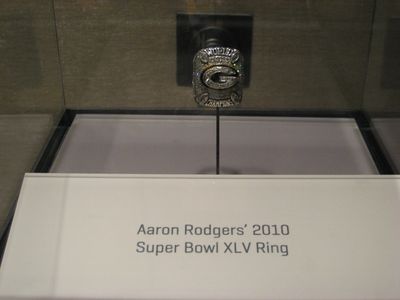 G
Aaron Rodgers’ 2010
Super Bowl XLV Ring